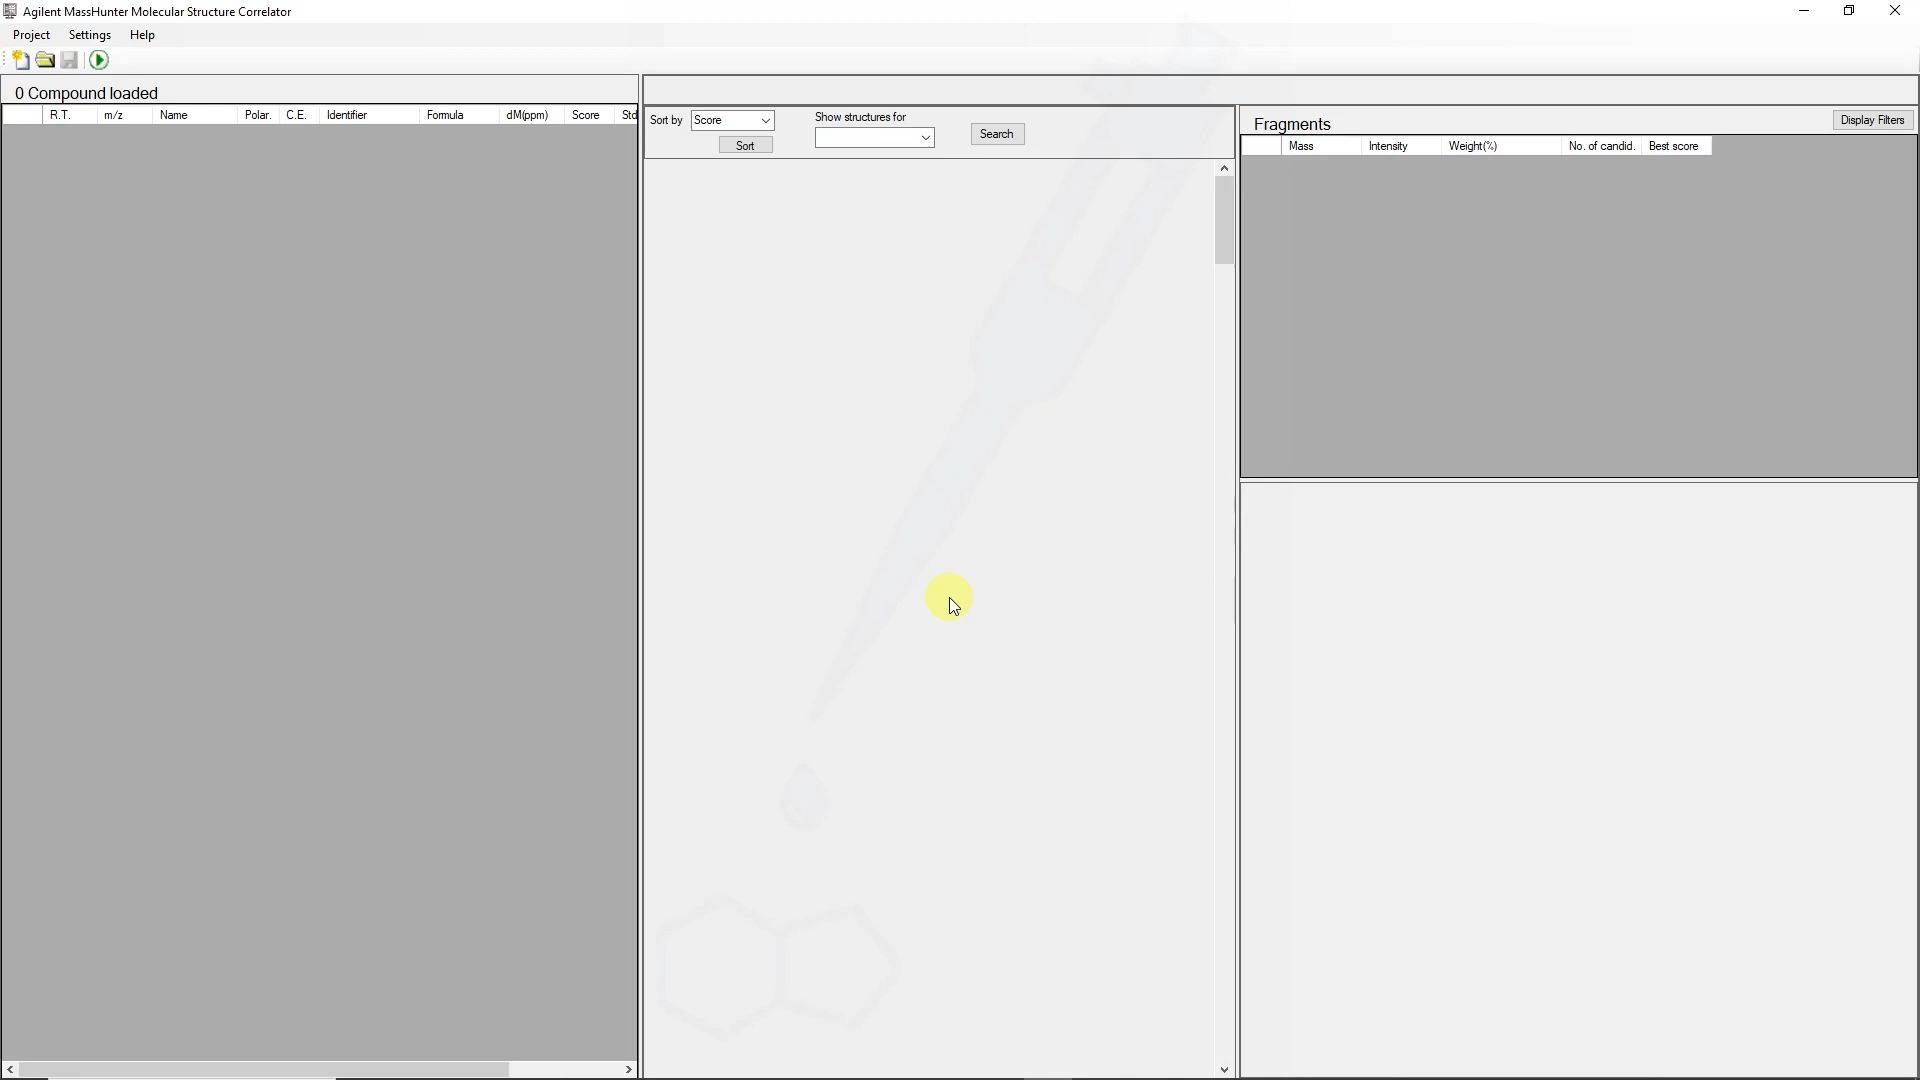 Agilent MassHunter Molecular Structure Correlator
Project Settings Help
0 Compound loaded
R.T. m/z Name Polar. C.E. Identifier Formula dM(ppm) Score Std
Sort by Score
Sort
Show structures for
Search
Fragments
Display Filters
Mass Intensity Weight(%) No. of candid. Best score